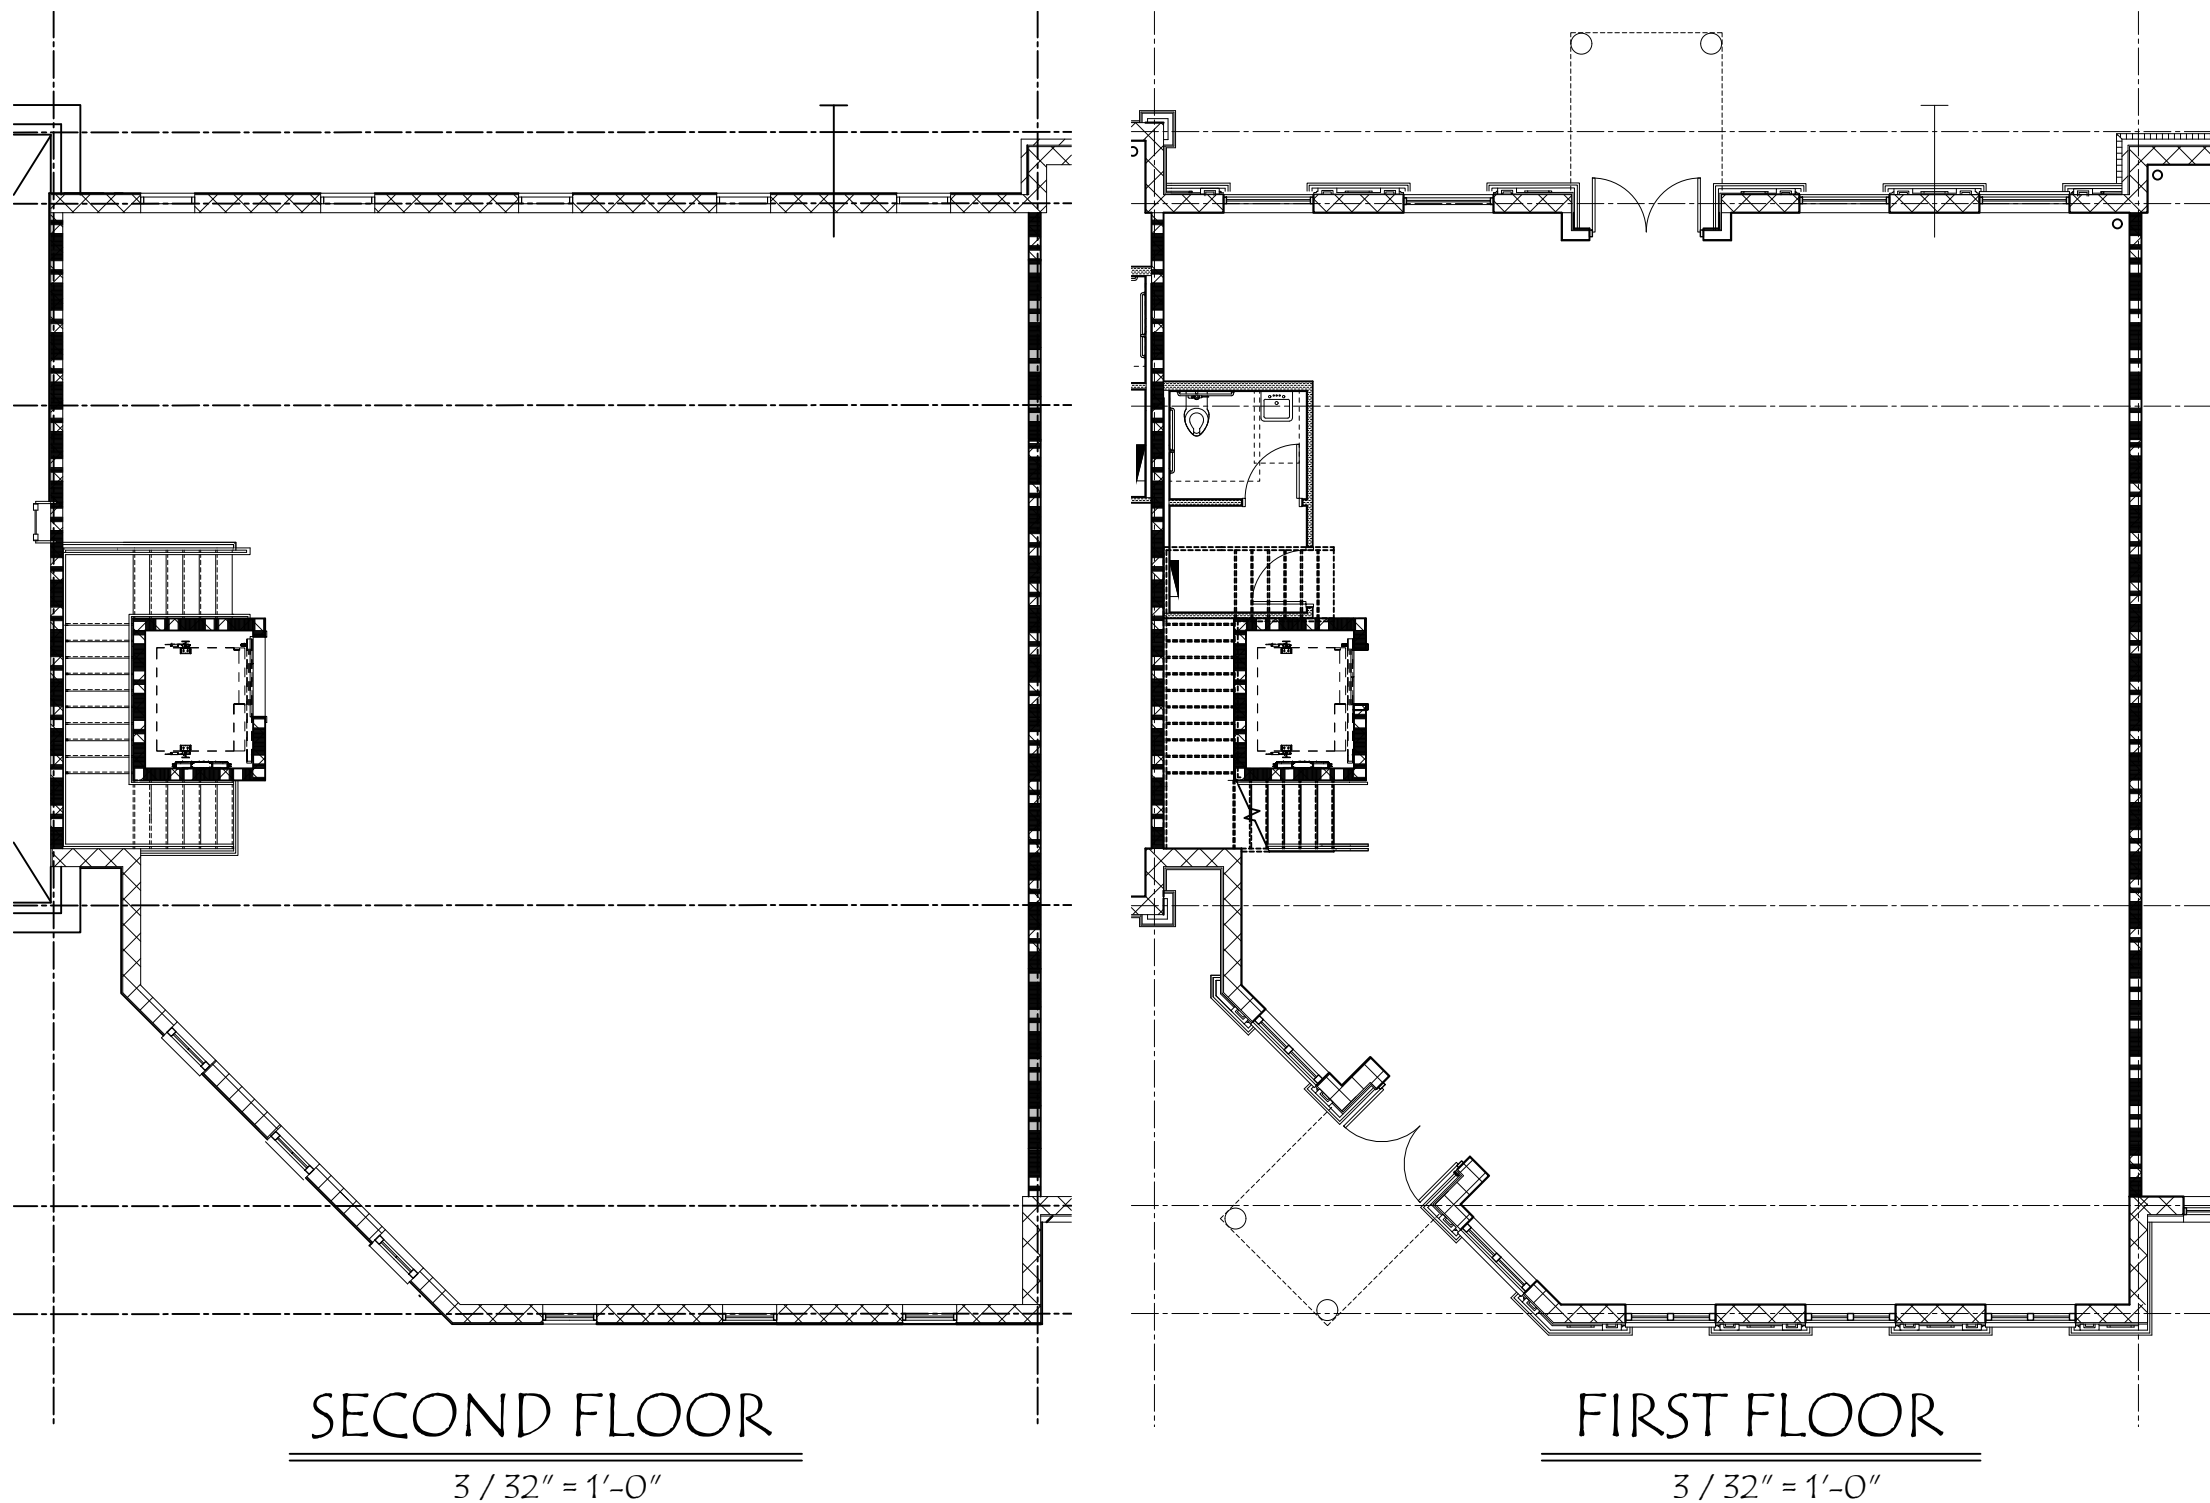 SECOND FLOOR
3 / 32" = 1'-0"
FIRST FLOOR
3 / 32" = 1'-0"